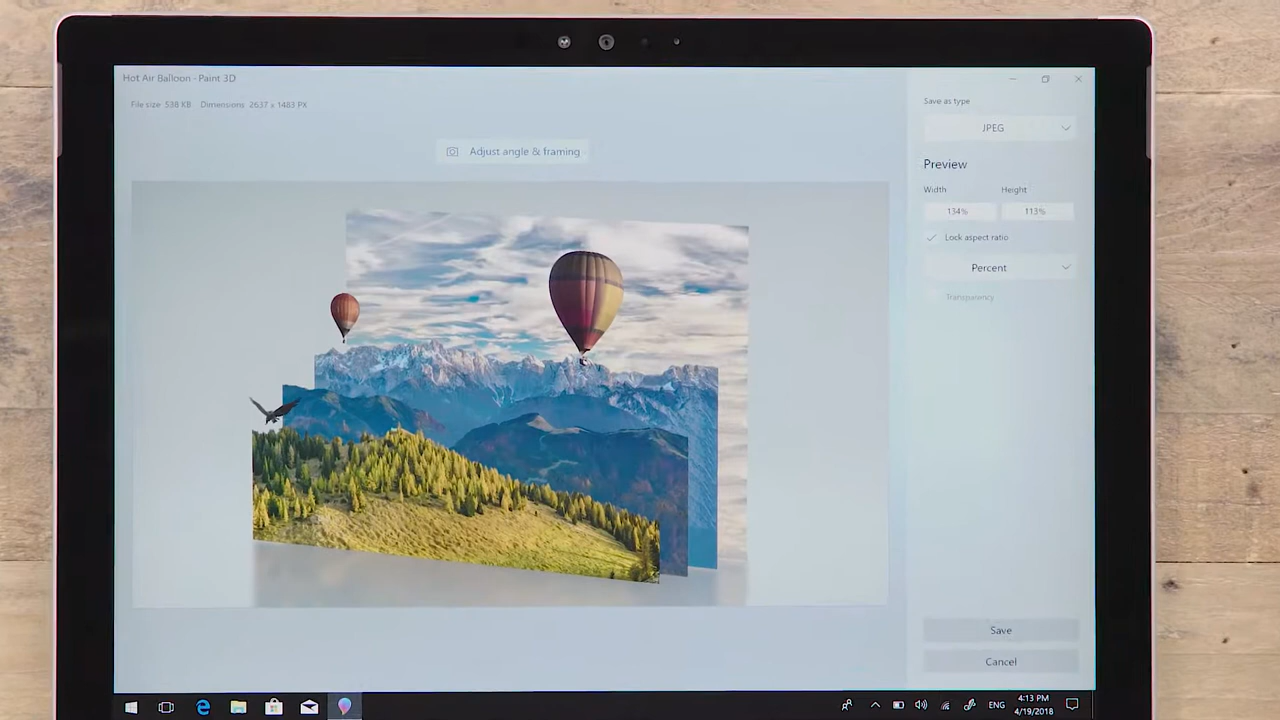 Hot Air Balloon - Paint 3D
File size 538 KB Dimensions 2637 x 1483 PX
Adjust angle & framing
Save as type
JPEG
Preview
Width Height
134% 113%
Lock aspect ratio
Percent
Transparency
Save
Cancel
ENG
4:13 PM
4/19/2018